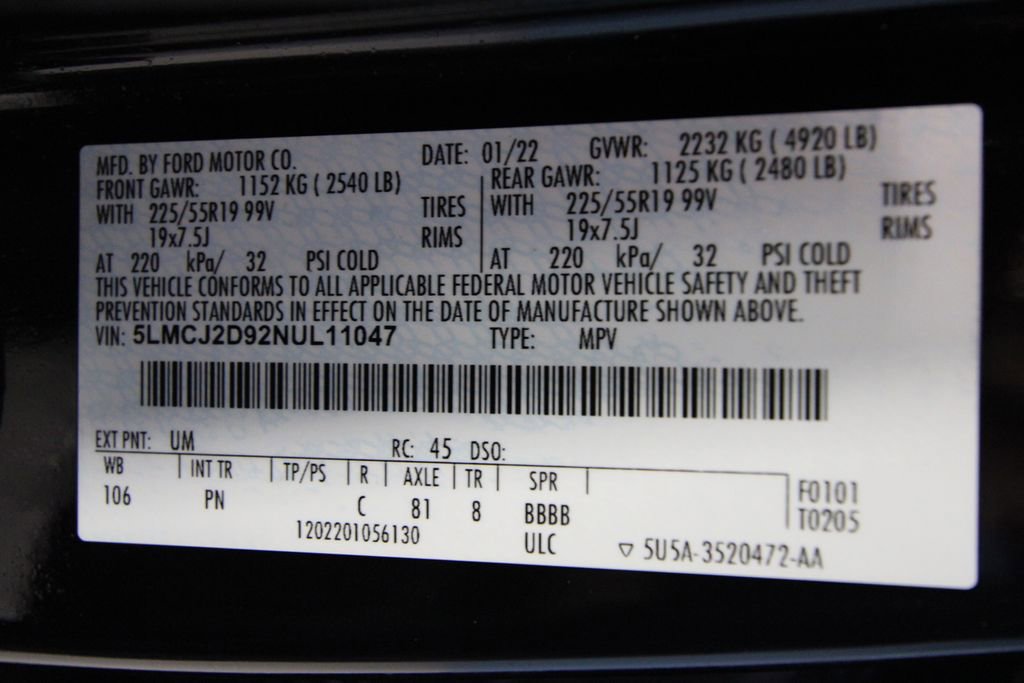 MFD. BY FORD MOTOR CO. DATE: 01/22 GVWR: 2232 KG ( 4920 LB)
FRONT GAWR: 1152 KG ( 2540 LB) REAR GAWR: 1125 KG ( 2480 LB)
WITH 225/55R19 99V TIRES WITH 225/55R19 99V TIRES
19x7.5J RIMS 19x7.5J RIMS
AT 220 kPa/ 32 PSI COLD AT 220 kPa/ 32 PSI COLD
THIS VEHICLE CONFORMS TO ALL APPLICABLE FEDERAL MOTOR VEHICLE SAFETY AND THEFT
PREVENTION STANDARDS IN EFFECT ON THE DATE OF MANUFACTURE SHOWN ABOVE.
VIN: 5LMCJ2D92NUL11047 TYPE: MPV
EXT PNT: UM RC: 45 DSO:
WB INT TR TP/PS R AXLE TR SPR F0101
106 PN C 81 8 BBBB T0205
1202201056130 ULC ▽ 5U5A-3520472-AA